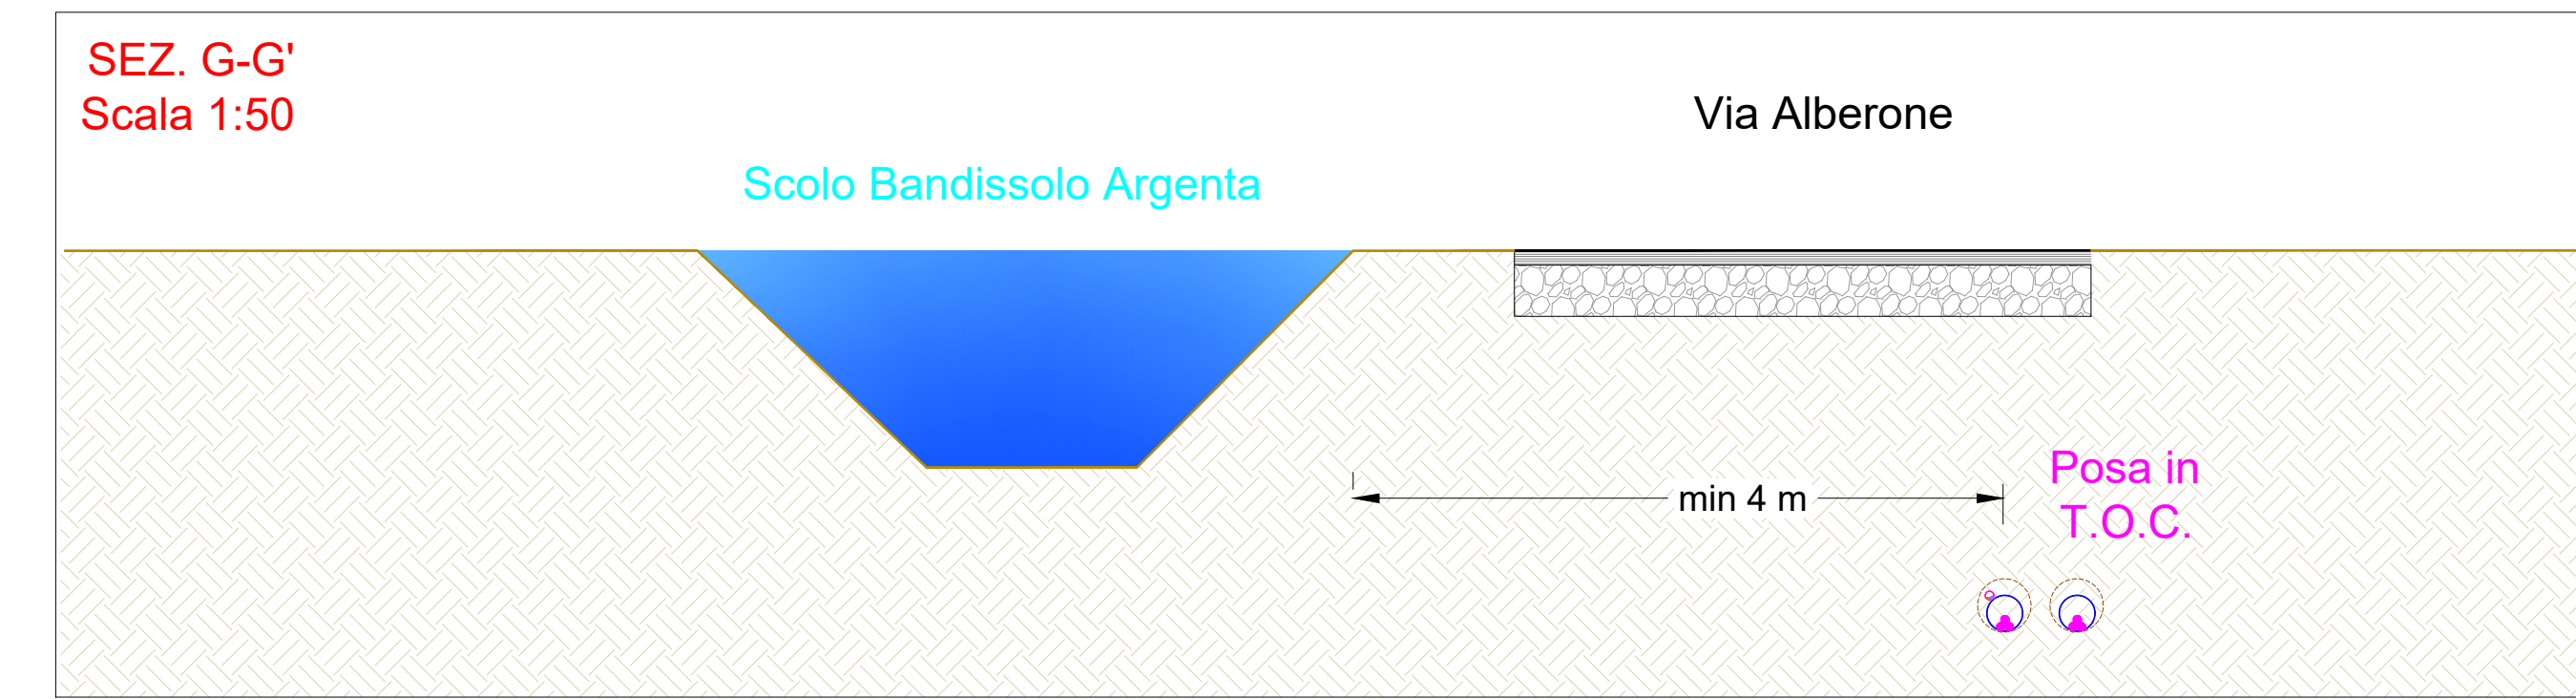 SEZ. G-G'
Scala 1:50
Via Alberone
Scolo Bandissolo Argenta
min 4 m
Posa in
T.O.C.